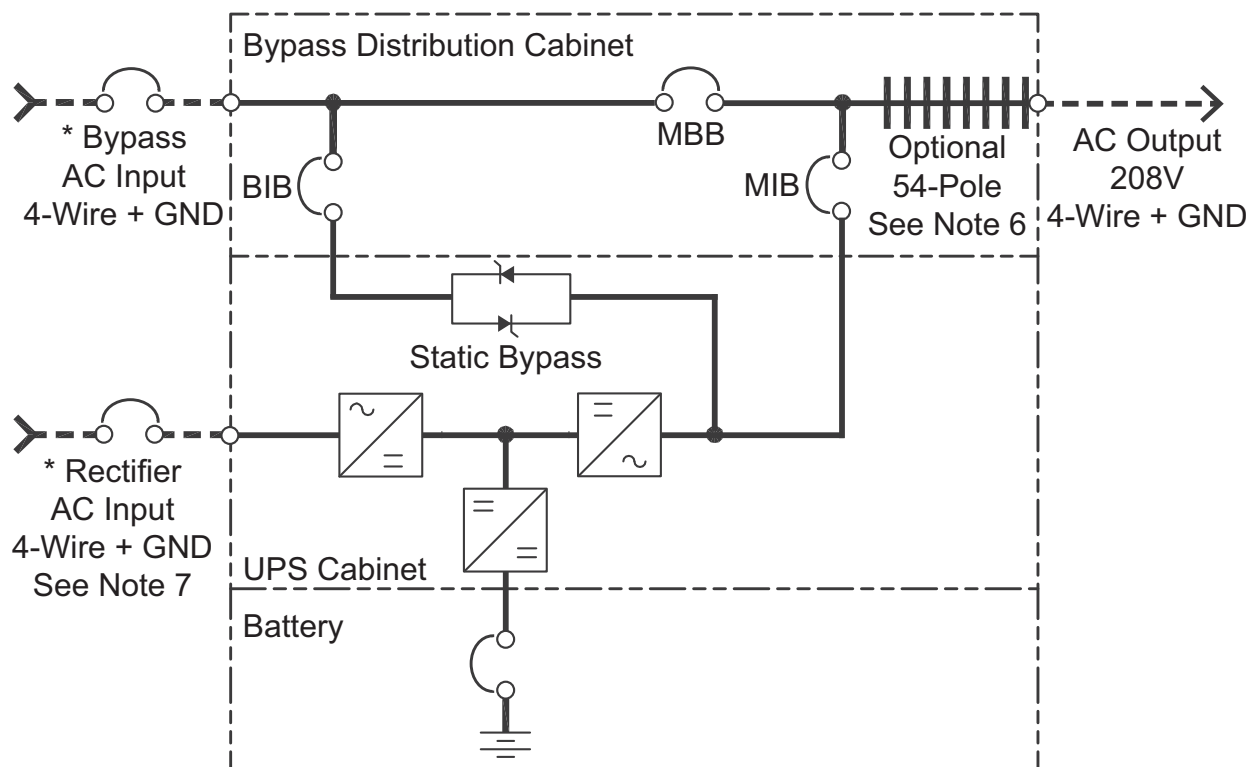 Bypass Distribution Cabinet
* Bypass
AC Input
4-Wire + GND
BIB
MBB
MIB
Optional
54-Pole
See Note 6
AC Output
208V
4-Wire + GND
Static Bypass
* Rectifier
AC Input
4-Wire + GND
See Note 7
UPS Cabinet
Battery